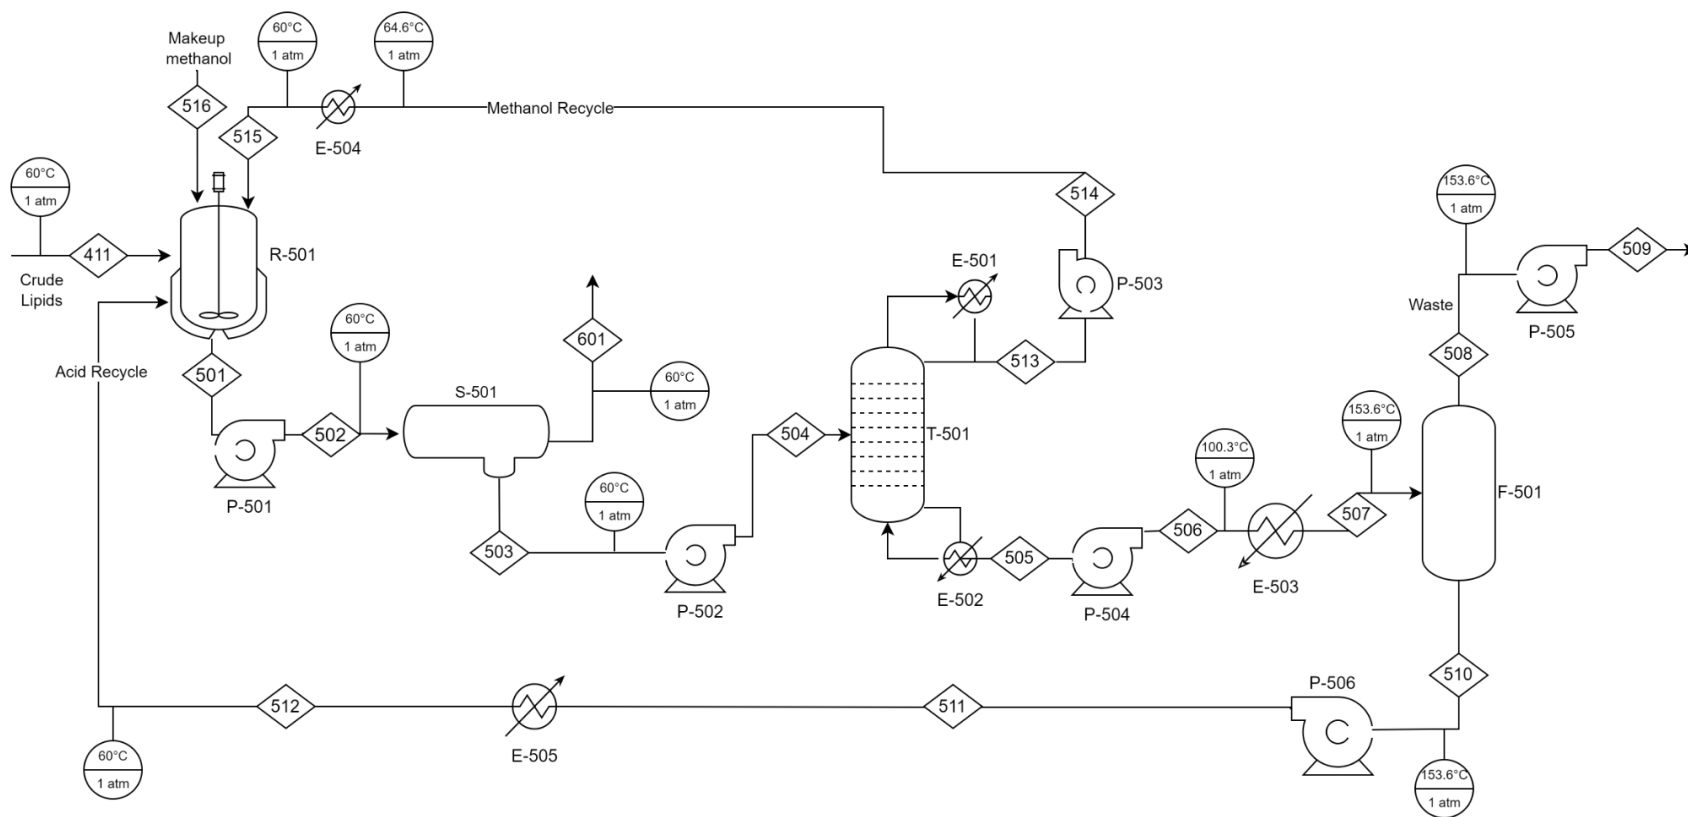 60°C
1 atm
64.6°C
1 atm
Makeup
methanol
516
515
E-504
Methanol Recycle
514
60°C
1 atm
411
Crude
Lipids
R-501
E-501
P-503
153.6°C
1 atm
509
P-505
Waste
508
601
60°C
1 atm
501
Acid Recycle
502
P-501
S-501
60°C
1 atm
513
504
T-501
153.6°C
1 atm
100.3°C
1 atm
507
F-501
60°C
1 atm
503
P-502
505
E-502
506
P-504
E-503
510
P-506
512
E-505
511
60°C
1 atm
153.6°C
1 atm